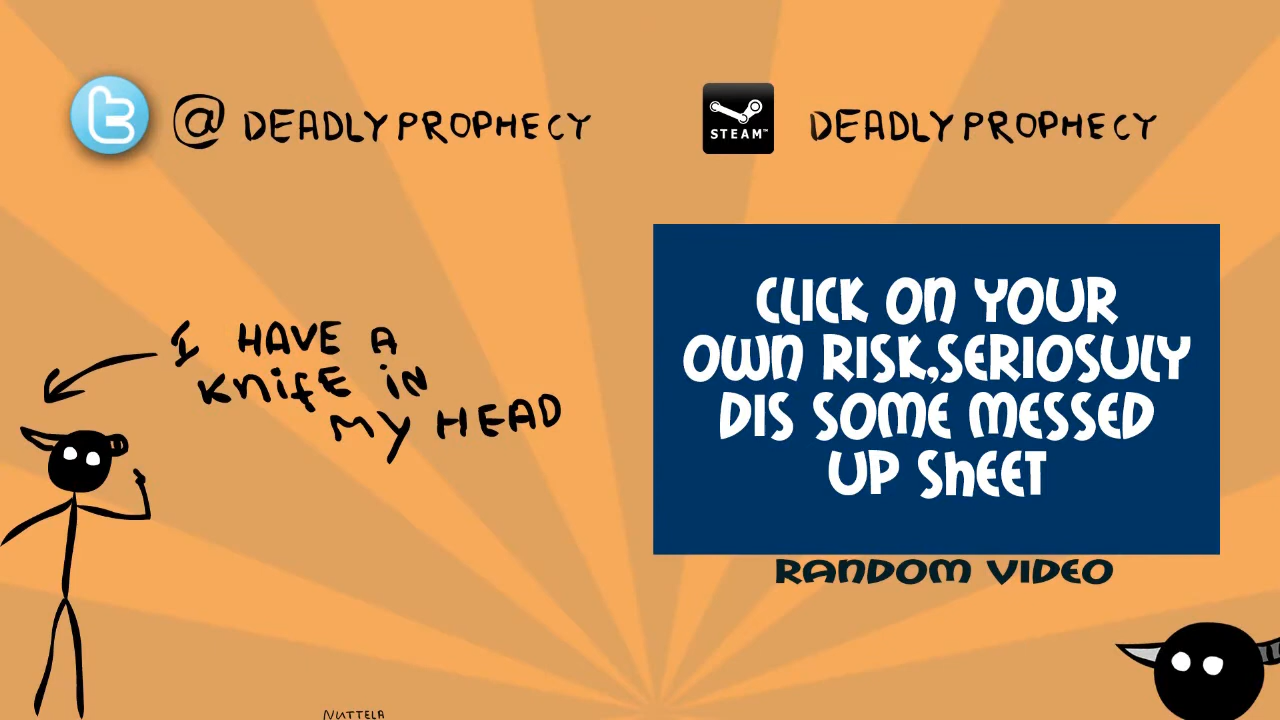 @ DEADLYPROPHECY
STEAM™ DEADLYPROPHECY
I HAVE A
KNIFE IN
MY HEAD
CLICK ON YOUR
OWN RISK,SERIOSULY
DIS SOME MESSED
UP SHEET
RANDOM VIDEO
NUTTELA